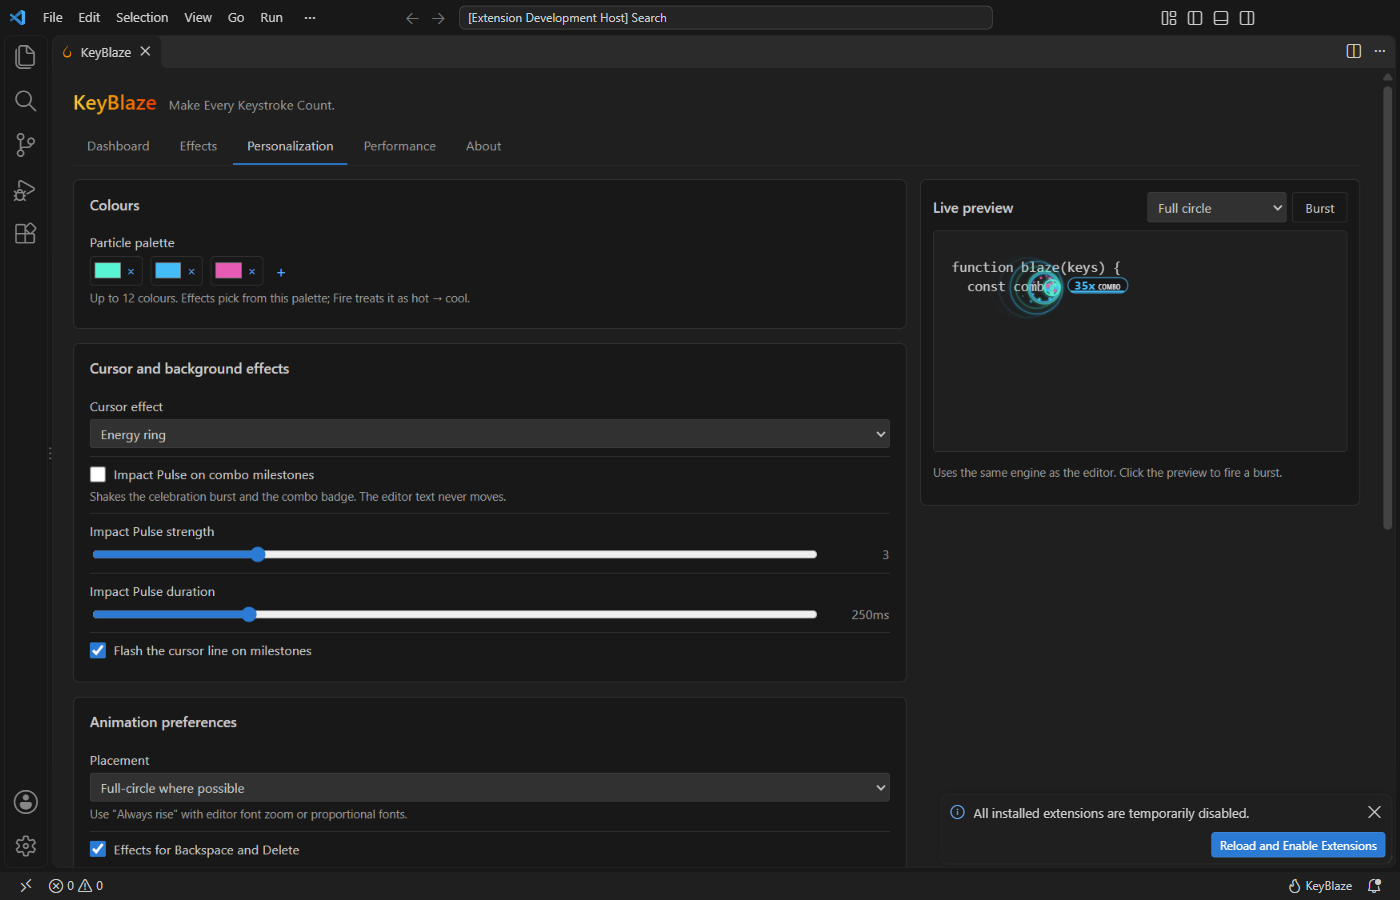 File Edit Selection View Go Run ···
[Extension Development Host] Search
KeyBlaze
KeyBlaze Make Every Keystroke Count.
Dashboard Effects Personalization Performance About
Colours
Particle palette
× × × +
Up to 12 colours. Effects pick from this palette; Fire treats it as hot → cool.
Cursor and background effects
Cursor effect
Energy ring
Impact Pulse on combo milestones
Shakes the celebration burst and the combo badge. The editor text never moves.
Impact Pulse strength
3
Impact Pulse duration
250ms
Flash the cursor line on milestones
Animation preferences
Placement
Full-circle where possible
Use "Always rise" with editor font zoom or proportional fonts.
Effects for Backspace and Delete
Live preview
Full circle
Burst
function blaze(keys) {
const combo
35x COMBO
Uses the same engine as the editor. Click the preview to fire a burst.
All installed extensions are temporarily disabled.
Reload and Enable Extensions
0 0
KeyBlaze